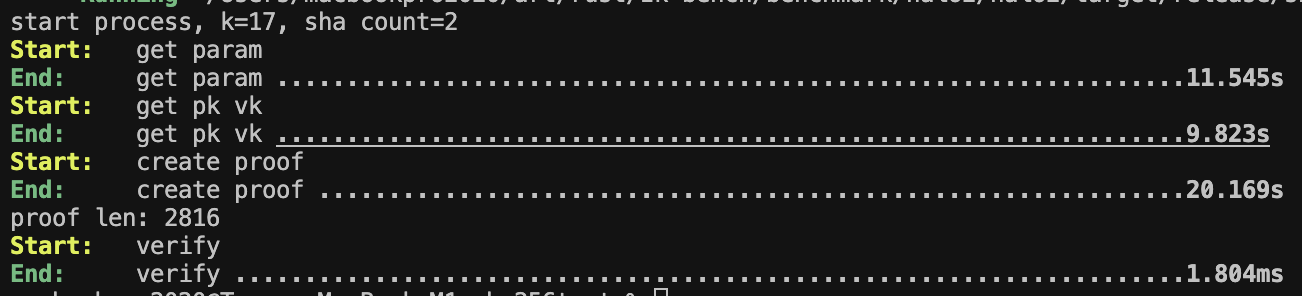 start process, k=17, sha count=2
Start: get param
End: get param .................................................................11.545s
Start: get pk vk
End: get pk vk .................................................................9.823s
Start: create proof
End: create proof ..............................................................20.169s
proof len: 2816
Start: verify
End: verify ....................................................................1.804ms